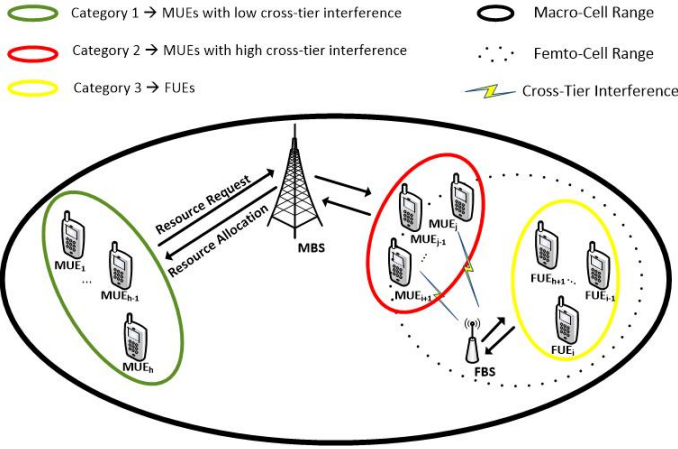 Category 1 → MUEs with low cross-tier interference
Category 2 → MUEs with high cross-tier interference
Category 3 → FUEs
Macro-Cell Range
Femto-Cell Range
Cross-Tier Interference
Resource Request
Resource Allocation
MBS
MUE1
...
MUEh-1
MUEh
MUEj
MUEj-1
MUEi+1
FUEh+1
...
FUEi-1
FUEi
FBS